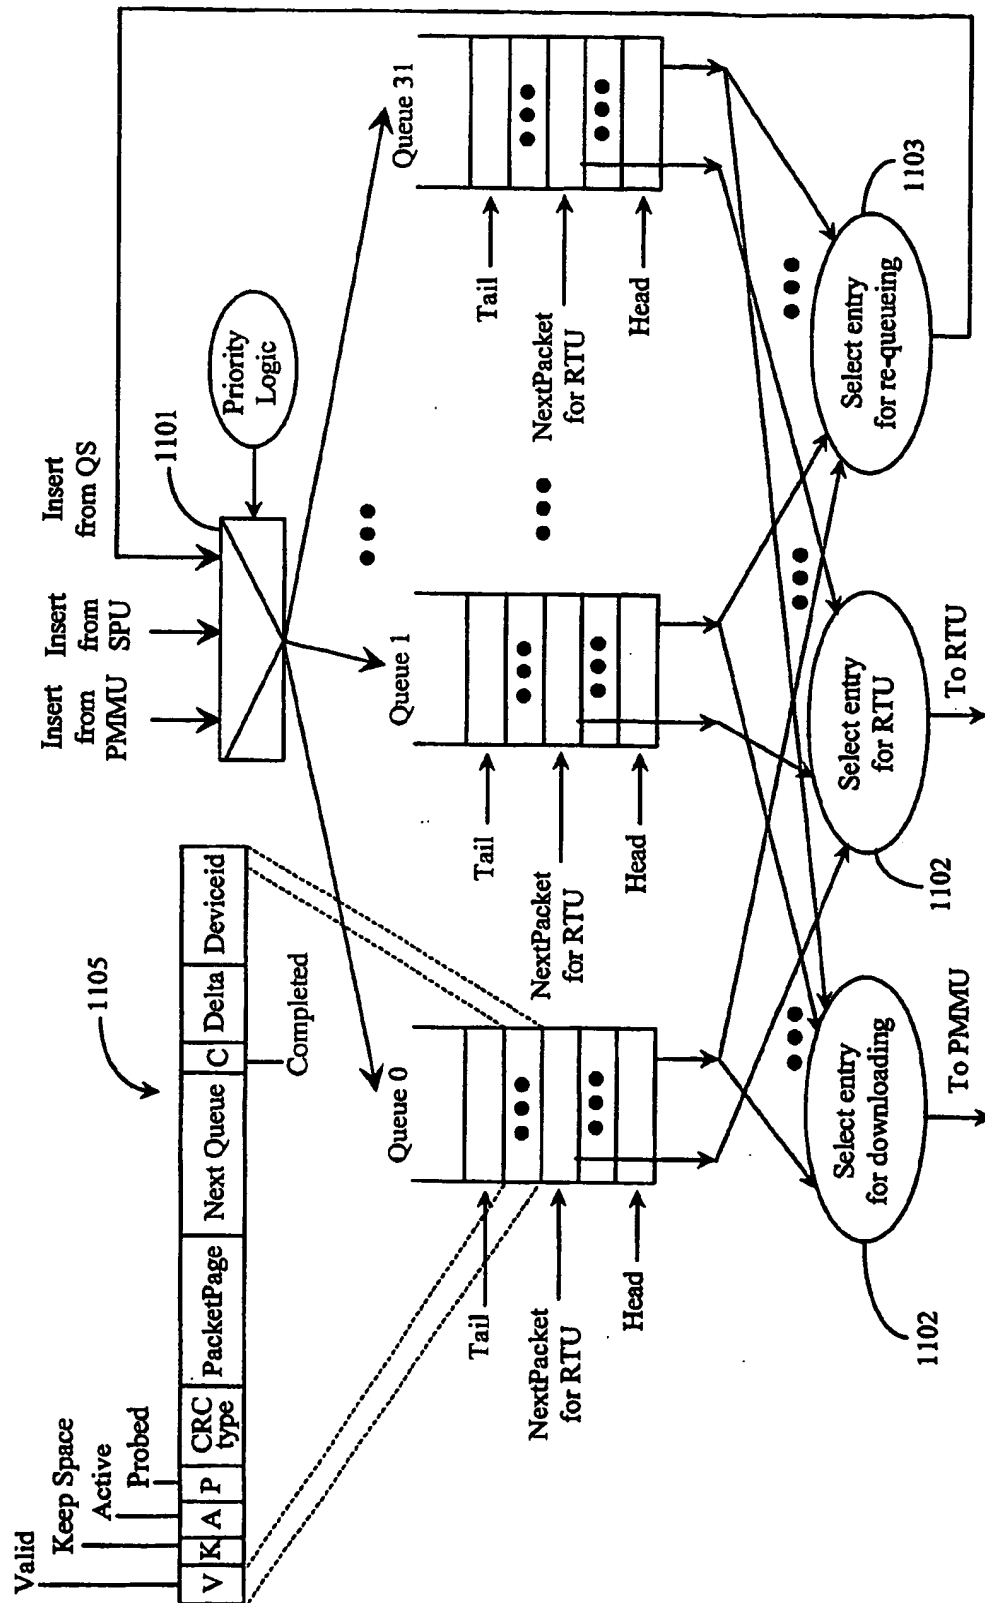 Valid
Keep Space
Active
Probed
V
K
A
P
CRC
type
PacketPage
Next Queue
C
Delta
Deviceid
Completed
1105
Insert
from
PMMU
Insert
from
SPU
Insert
from QS
1101
Priority
Logic
Queue 0
Tail
NextPacket
for RTU
Head
Queue 1
Tail
NextPacket
for RTU
Head
Queue 31
Tail
NextPacket
for RTU
Head
Select entry
for downloading
1102
To PMMU
Select entry
for RTU
1102
To RTU
Select entry
for re-queueing
1103